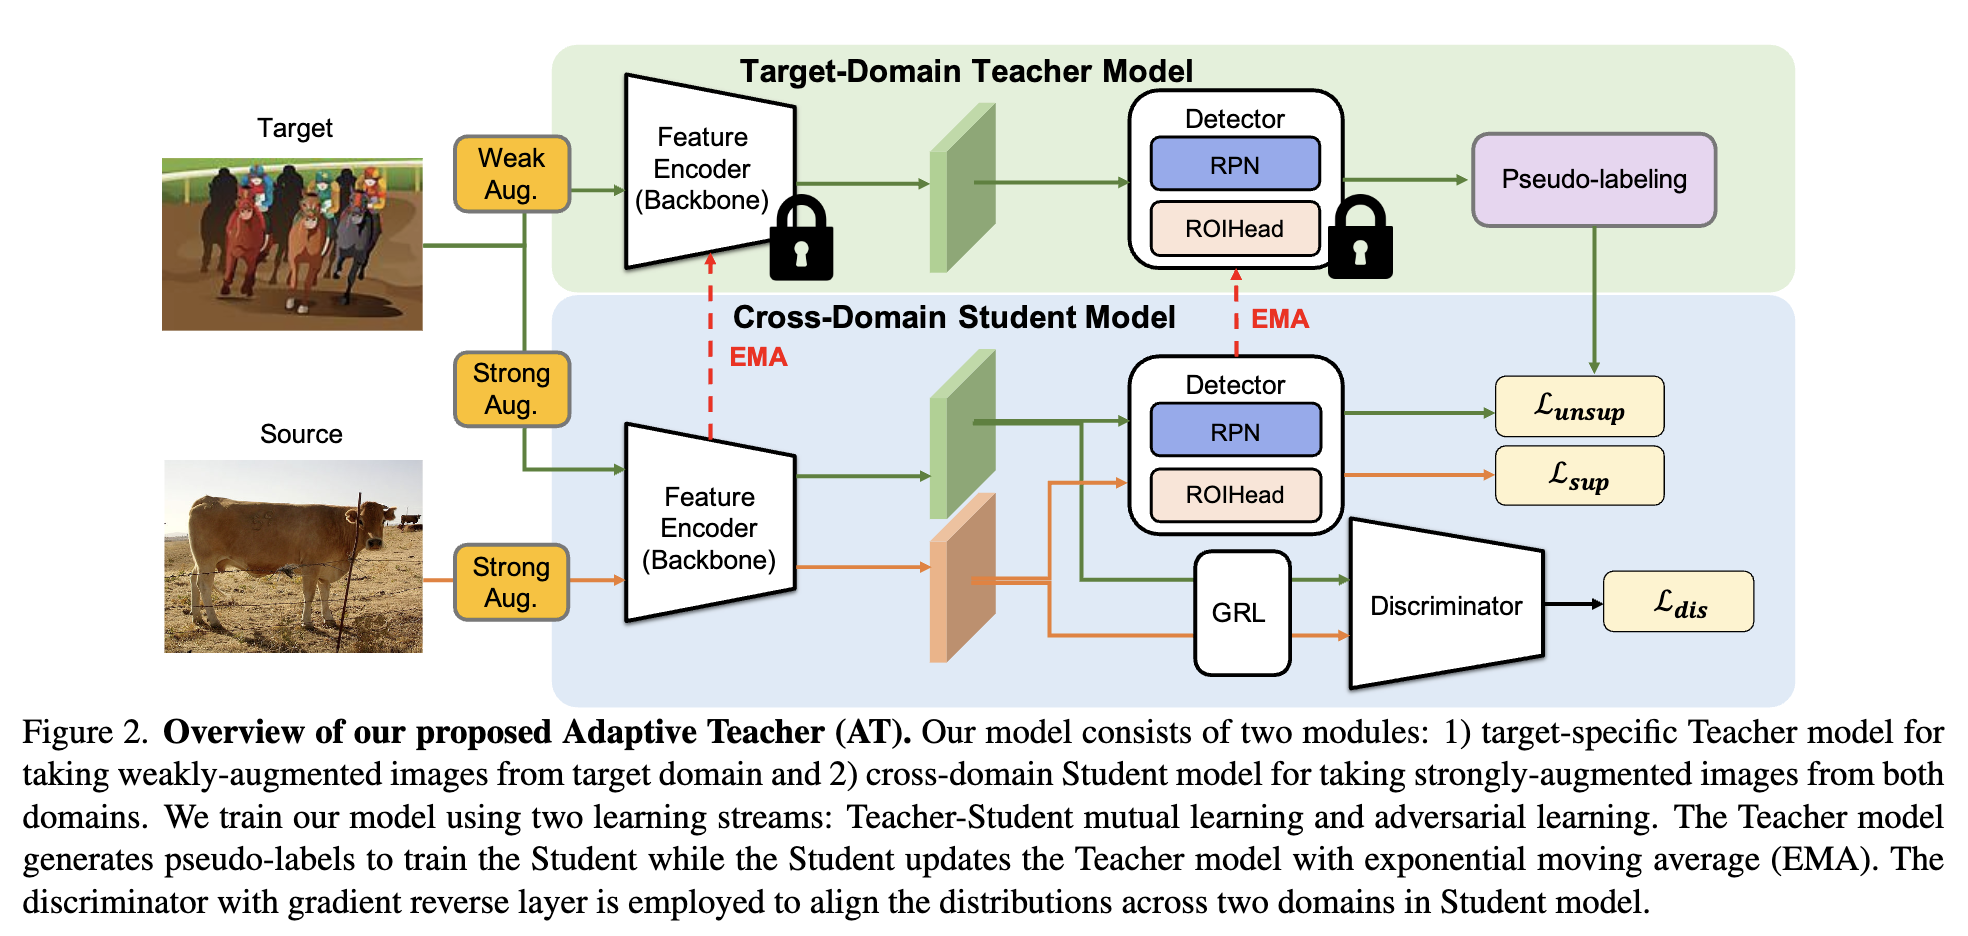 Target-Domain Teacher Model
Target
Weak
Aug.
Feature
Encoder
(Backbone)
Detector
RPN
ROIHead
Pseudo-labeling
Cross-Domain Student Model
EMA
EMA
Strong
Aug.
Source
Strong
Aug.
Feature
Encoder
(Backbone)
Detector
RPN
ROIHead
ℒunsup
ℒsup
GRL
Discriminator
ℒdis
Figure 2. Overview of our proposed Adaptive Teacher (AT). Our model consists of two modules: 1) target-specific Teacher model for
taking weakly-augmented images from target domain and 2) cross-domain Student model for taking strongly-augmented images from both
domains. We train our model using two learning streams: Teacher-Student mutual learning and adversarial learning. The Teacher model
generates pseudo-labels to train the Student while the Student updates the Teacher model with exponential moving average (EMA). The
discriminator with gradient reverse layer is employed to align the distributions across two domains in Student model.